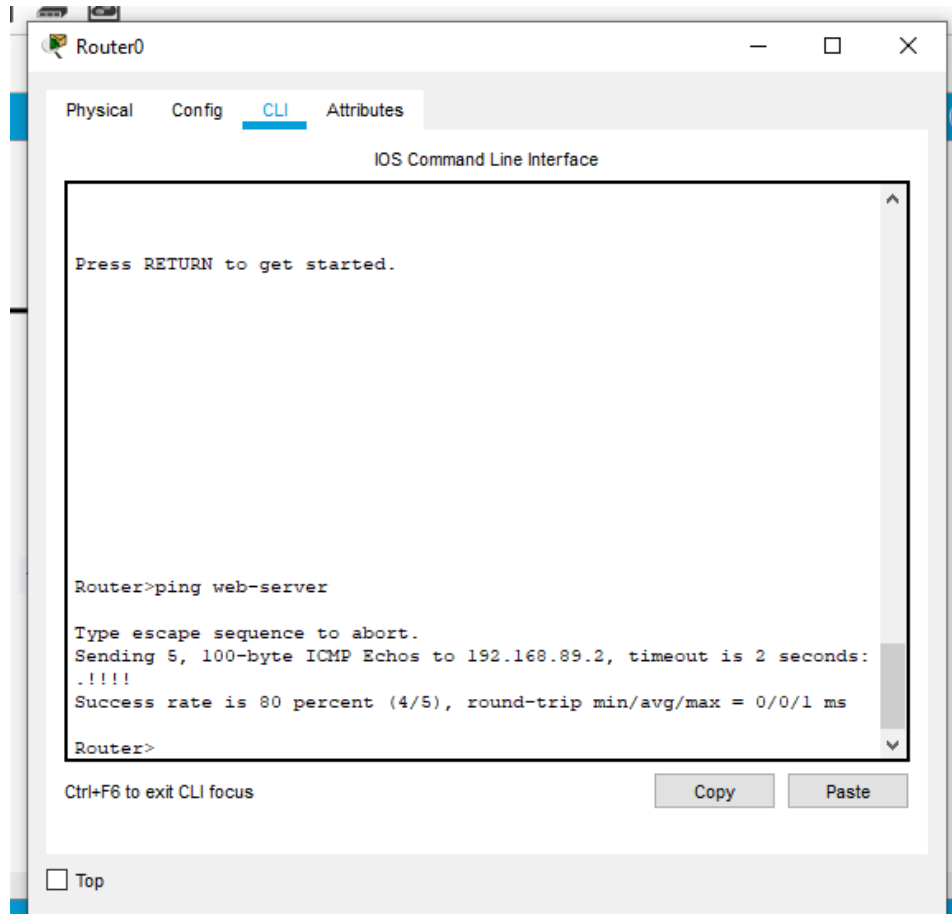 Router0
Physical Config CLI Attributes
IOS Command Line Interface
Press RETURN to get started.
Router>ping web-server
Type escape sequence to abort.
Sending 5, 100-byte ICMP Echos to 192.168.89.2, timeout is 2 seconds:
.!!!!
Success rate is 80 percent (4/5), round-trip min/avg/max = 0/0/1 ms
Router>
Ctrl+F6 to exit CLI focus
Copy Paste
Top